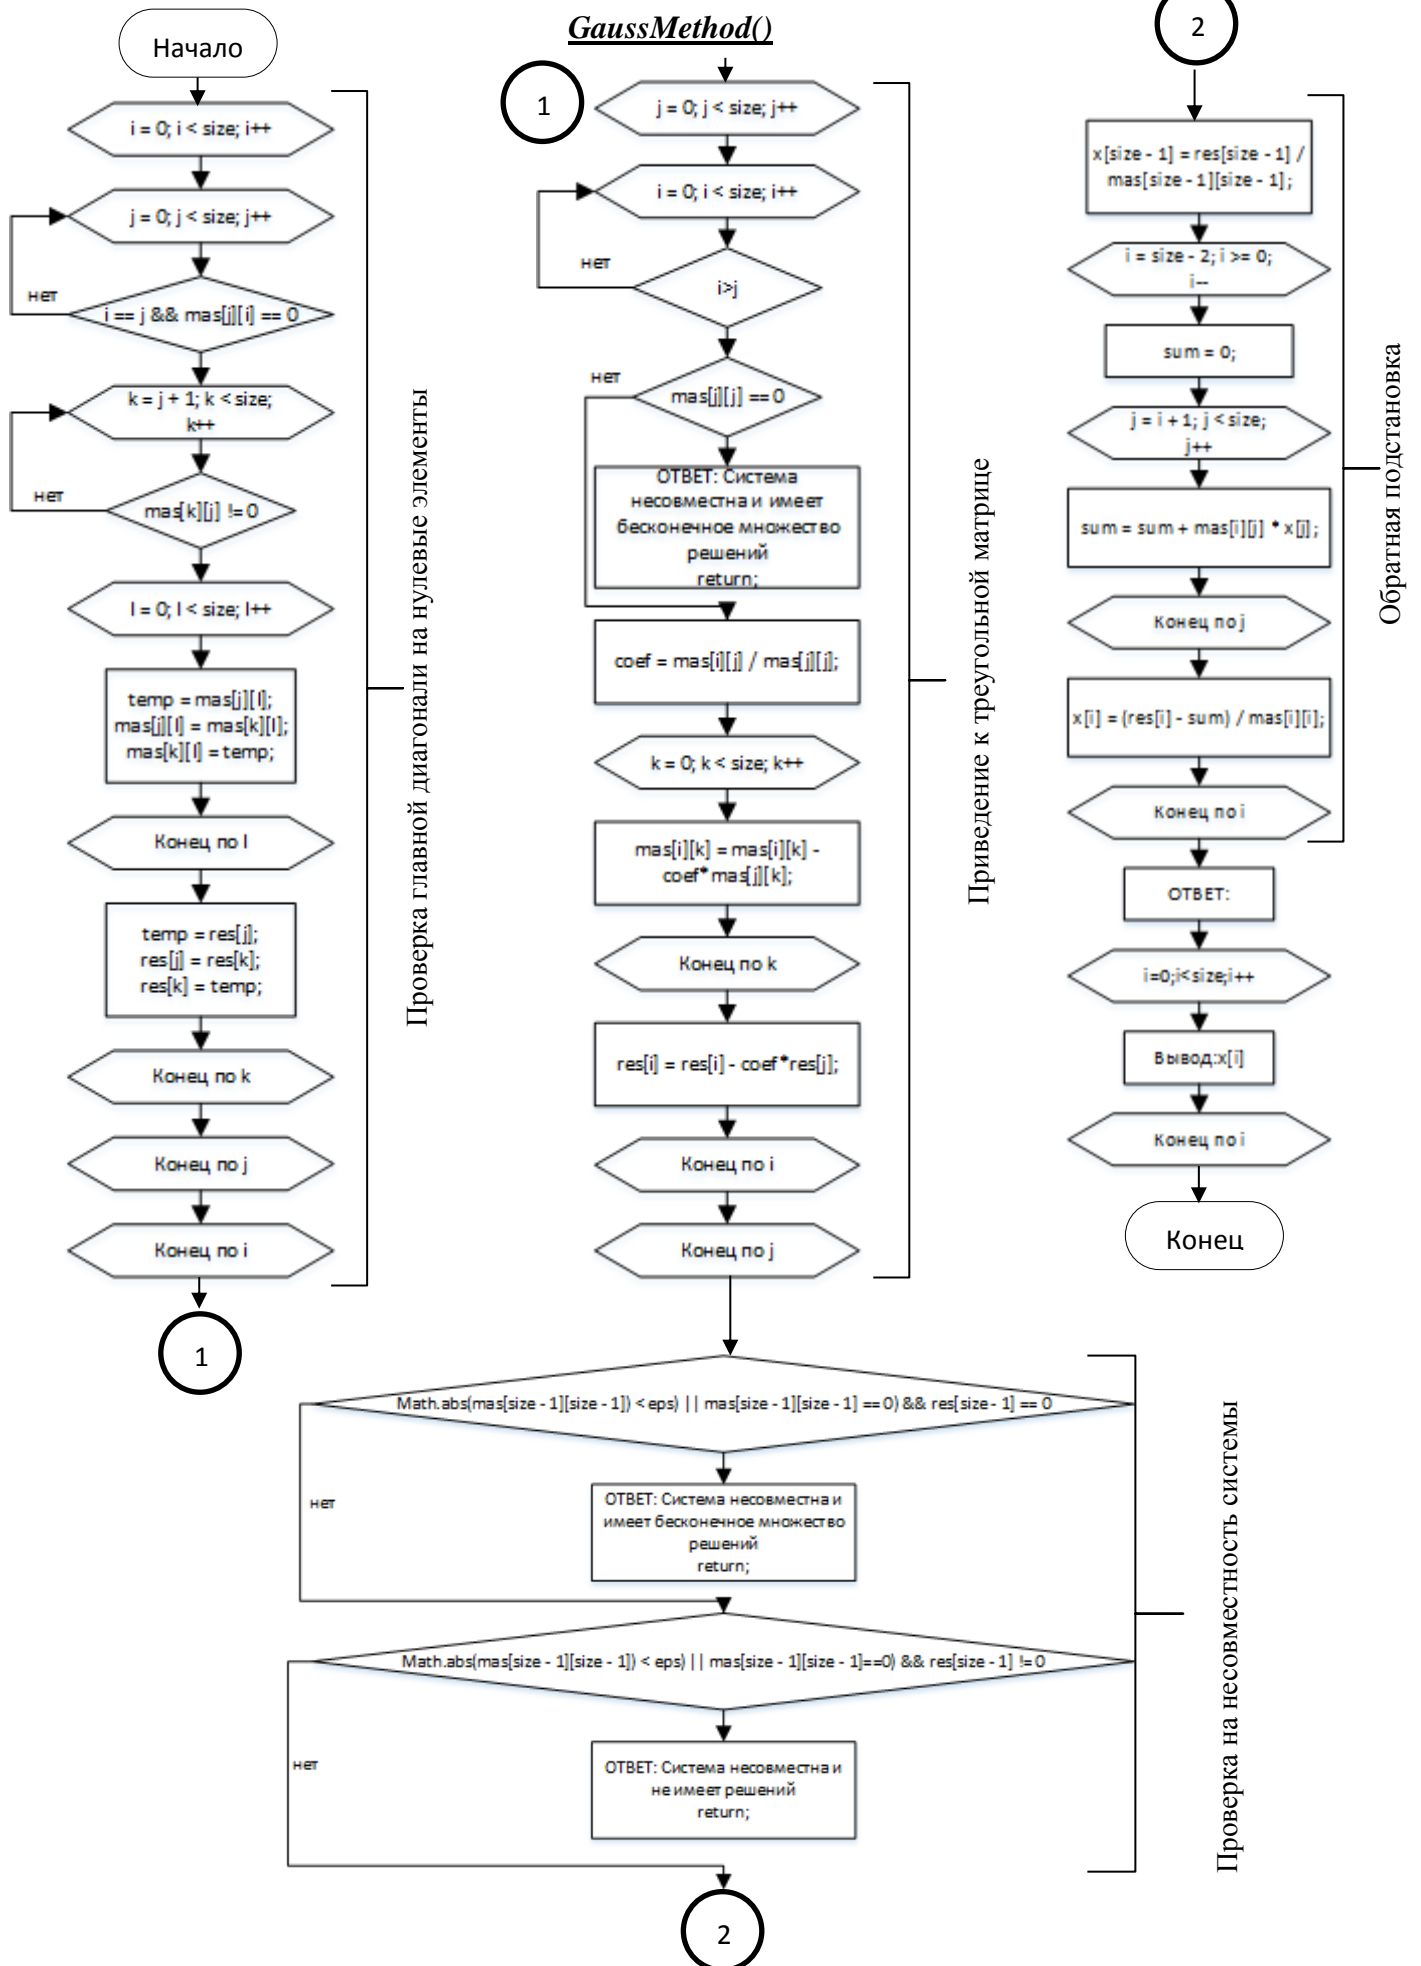 GaussMethod()
Начало
i = 0; i < size; i++
j = 0; j < size; j++
нет
i == j && mas[j][i] == 0
k = j + 1; k < size;
k++
нет
mas[k][j] != 0
l = 0; l < size; l++
temp = mas[j][l];
mas[j][l] = mas[k][l];
mas[k][l] = temp;
Конец по l
temp = res[j];
res[j] = res[k];
res[k] = temp;
Конец по k
Конец по j
Конец по i
1
Проверка главной диагонали на нулевые элементы
1
j = 0; j < size; j++
i = 0; i < size; i++
нет
i>j
нет
mas[j][j] == 0
ОТВЕТ: Система
несовместна и имеет
бесконечное множество
решений
return;
coef = mas[i][j] / mas[j][j];
k = 0; k < size; k++
mas[i][k] = mas[i][k] -
coef*mas[j][k];
Конец по k
res[i] = res[i] - coef*res[j];
Конец по i
Конец по j
Приведение к треугольной матрице
Math.abs(mas[size - 1][size - 1]) < eps) || mas[size - 1][size - 1] == 0) && res[size - 1] == 0
нет
ОТВЕТ: Система несовместна и
имеет бесконечное множество
решений
return;
Math.abs(mas[size - 1][size - 1]) < eps) || mas[size - 1][size - 1]==0) && res[size - 1] != 0
нет
ОТВЕТ: Система несовместна и
не имеет решений
return;
2
Проверка на несовместность системы
2
x[size - 1] = res[size - 1] /
mas[size - 1][size - 1];
i = size - 2; i >= 0;
i--
sum = 0;
j = i + 1; j < size;
j++
sum = sum + mas[i][j] * x[j];
Конец по j
x[i] = (res[i] - sum) / mas[i][i];
Конец по i
Обратная подстановка
ОТВЕТ:
i=0;i<size;i++
Вывод:x[i]
Конец по i
Конец